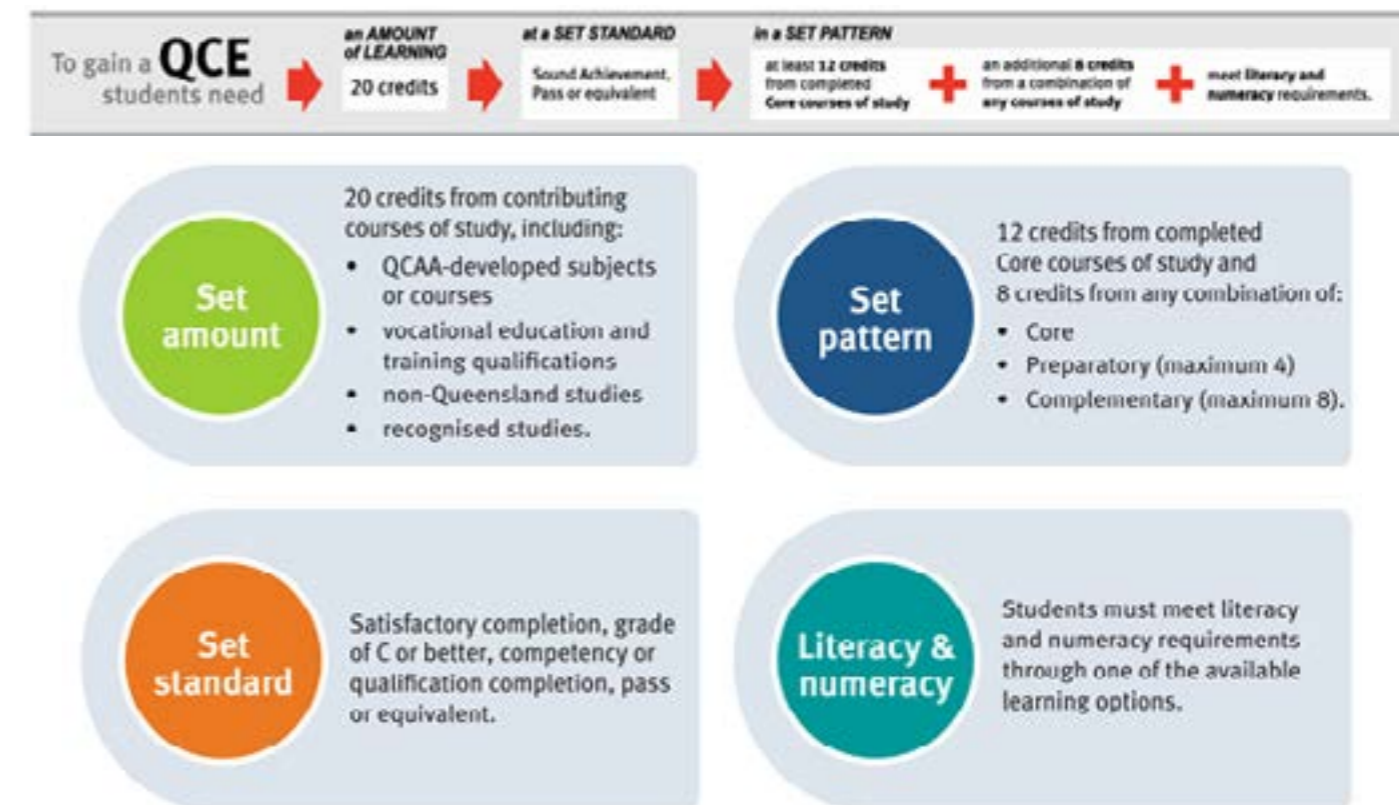 To gain a QCE
students need
an AMOUNT
of LEARNING
20 credits
at a SET STANDARD
Sound Achievement,
Pass or equivalent
in a SET PATTERN
at least 12 credits
from completed
Core courses of study
an additional 8 credits
from a combination of
any courses of study
meet literacy and
numeracy requirements.
Set
amount
20 credits from contributing
courses of study, including:
• QCAA-developed subjects
or courses
• vocational education and
training qualifications
• non-Queensland studies
• recognised studies.
Set
pattern
12 credits from completed
Core courses of study and
8 credits from any combination of:
• Core
• Preparatory (maximum 4)
• Complementary (maximum 8).
Set
standard
Satisfactory completion, grade
of C or better, competency or
qualification completion, pass
or equivalent.
Literacy &
numeracy
Students must meet literacy
and numeracy requirements
through one of the available
learning options.